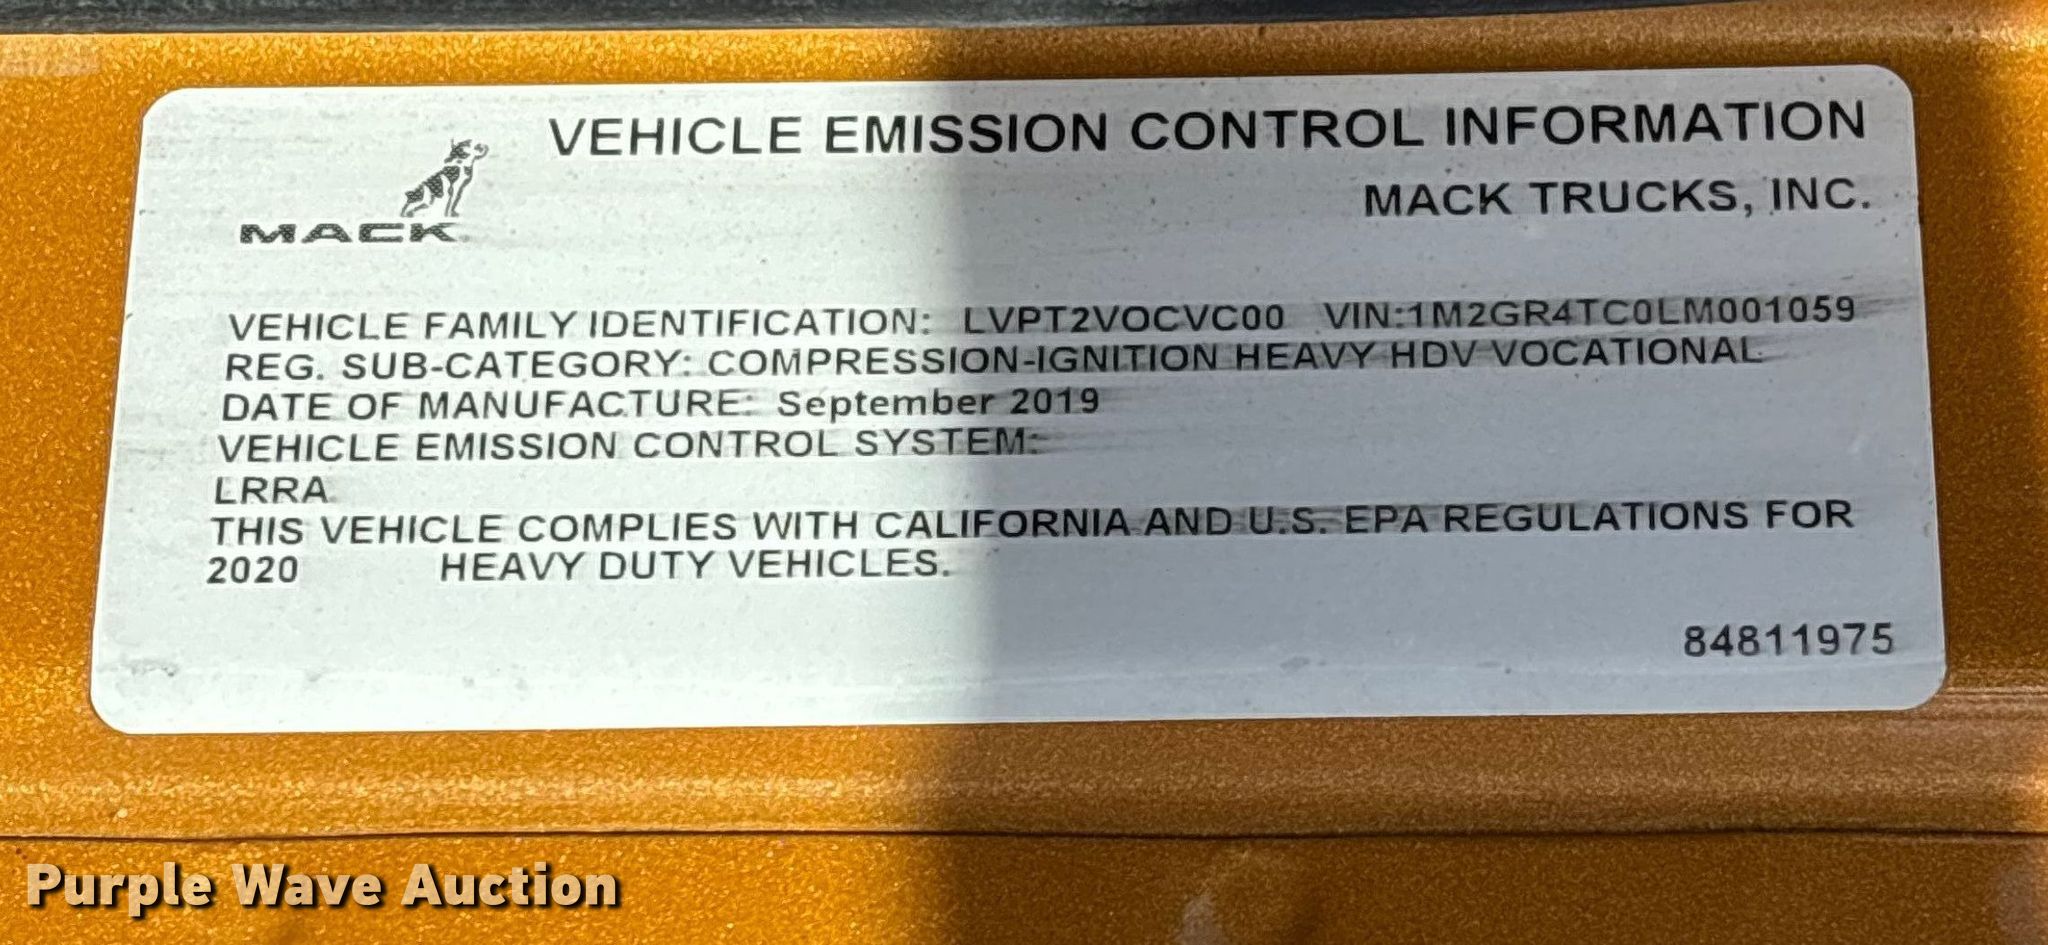 VEHICLE EMISSION CONTROL INFORMATION
MACK TRUCKS, INC.
MACK
VEHICLE FAMILY IDENTIFICATION: LVPT2VOCVC00 VIN:1M2GR4TC0LM001059
REG. SUB-CATEGORY: COMPRESSION-IGNITION HEAVY HDV VOCATIONAL
DATE OF MANUFACTURE: September 2019
VEHICLE EMISSION CONTROL SYSTEM:
LRRA
THIS VEHICLE COMPLIES WITH CALIFORNIA AND U.S. EPA REGULATIONS FOR
2020 HEAVY DUTY VEHICLES.
84811975
Purple Wave Auction